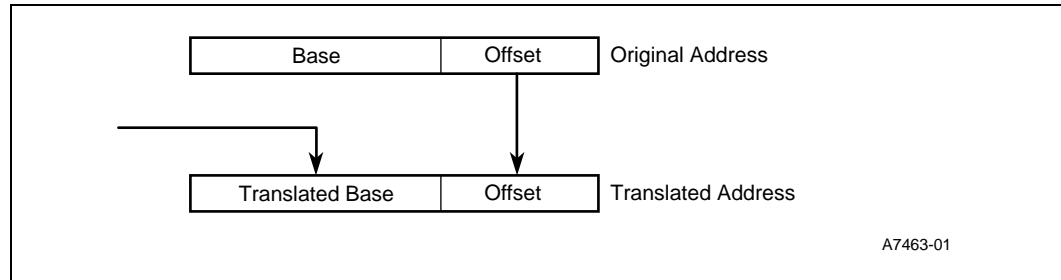 Base Offset Original Address
Translated Base Offset Translated Address
A7463-01